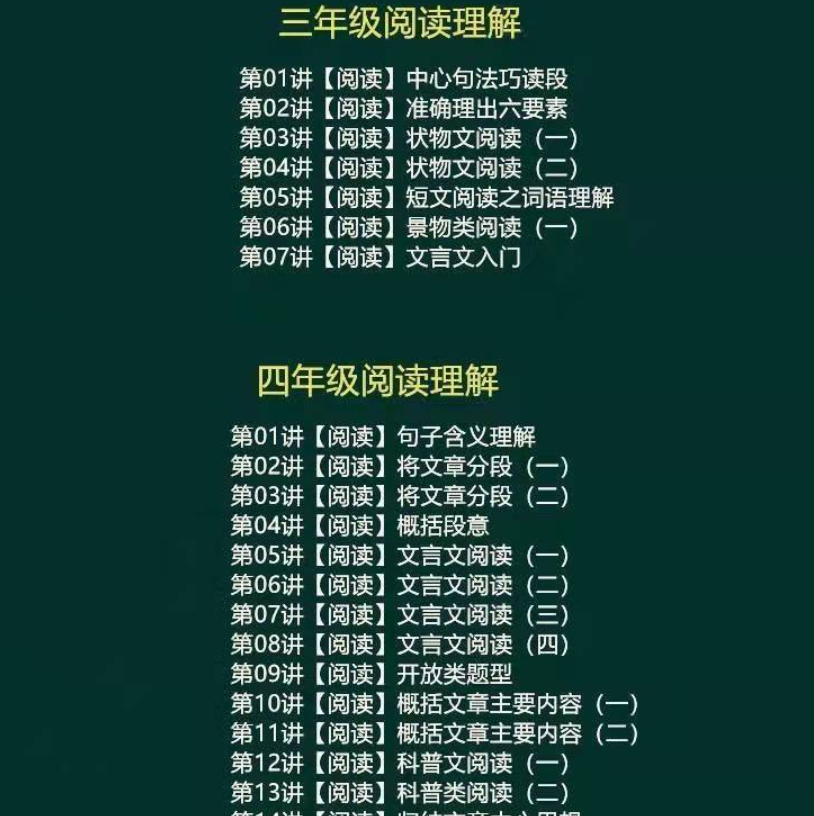 三年级阅读理解
第01讲【阅读】中心句法巧读段
第02讲【阅读】准确理出六要素
第03讲【阅读】状物文阅读（一）
第04讲【阅读】状物文阅读（二）
第05讲【阅读】短文阅读之词语理解
第06讲【阅读】景物类阅读（一）
第07讲【阅读】文言文入门
四年级阅读理解
第01讲【阅读】句子含义理解
第02讲【阅读】将文章分段（一）
第03讲【阅读】将文章分段（二）
第04讲【阅读】概括段意
第05讲【阅读】文言文阅读（一）
第06讲【阅读】文言文阅读（二）
第07讲【阅读】文言文阅读（三）
第08讲【阅读】文言文阅读（四）
第09讲【阅读】开放类题型
第10讲【阅读】概括文章主要内容（一）
第11讲【阅读】概括文章主要内容（二）
第12讲【阅读】科普文阅读（一）
第13讲【阅读】科普类阅读（二）